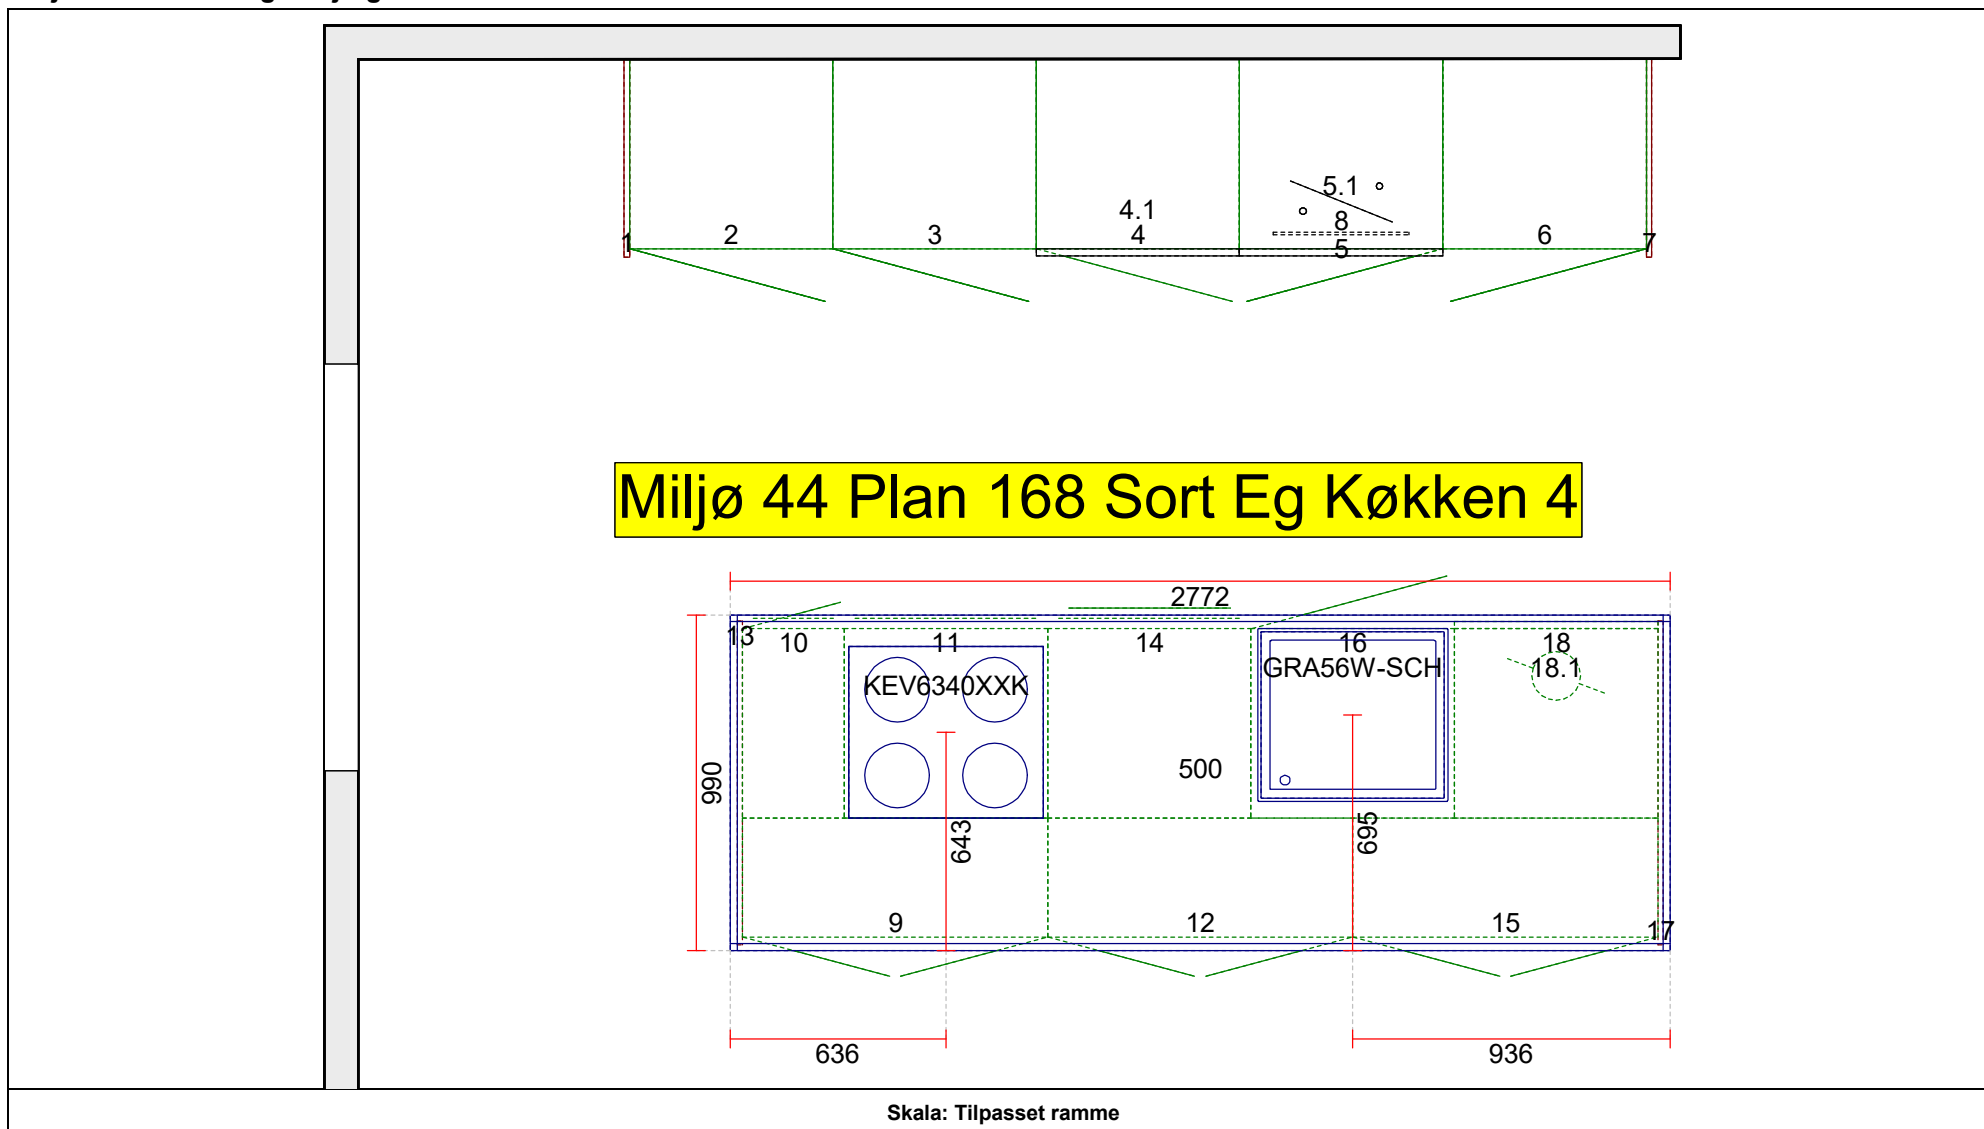 5.1
4.1
8
1 2 3 4 5 6 7
Miljø 44 Plan 168 Sort Eg Køkken 4
2772
13 10 11 14 16 18
KEV6340XXK GRA56W-SCH 18.1
990 500
643 695
9 12 15 17
636 936
Skala: Tilpasset ramme